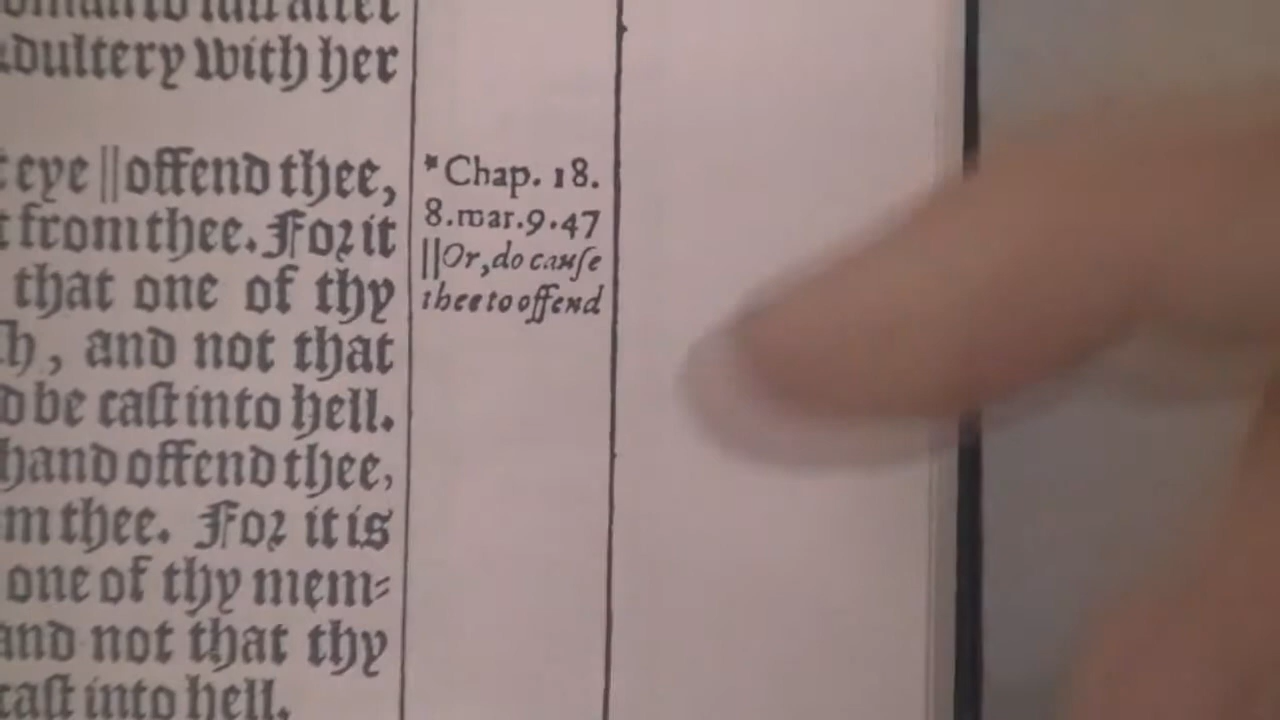 adultery with her
eye ||offend thee,
from thee. For it
that one of thy
, and not that
be cast into hell.
hand offend thee,
thee. For it is
one of thy mem⸗
and not that thy
cast into hell.
*Chap. 18.
8.mar.9.47
||Or,do cauſe
thee to offend